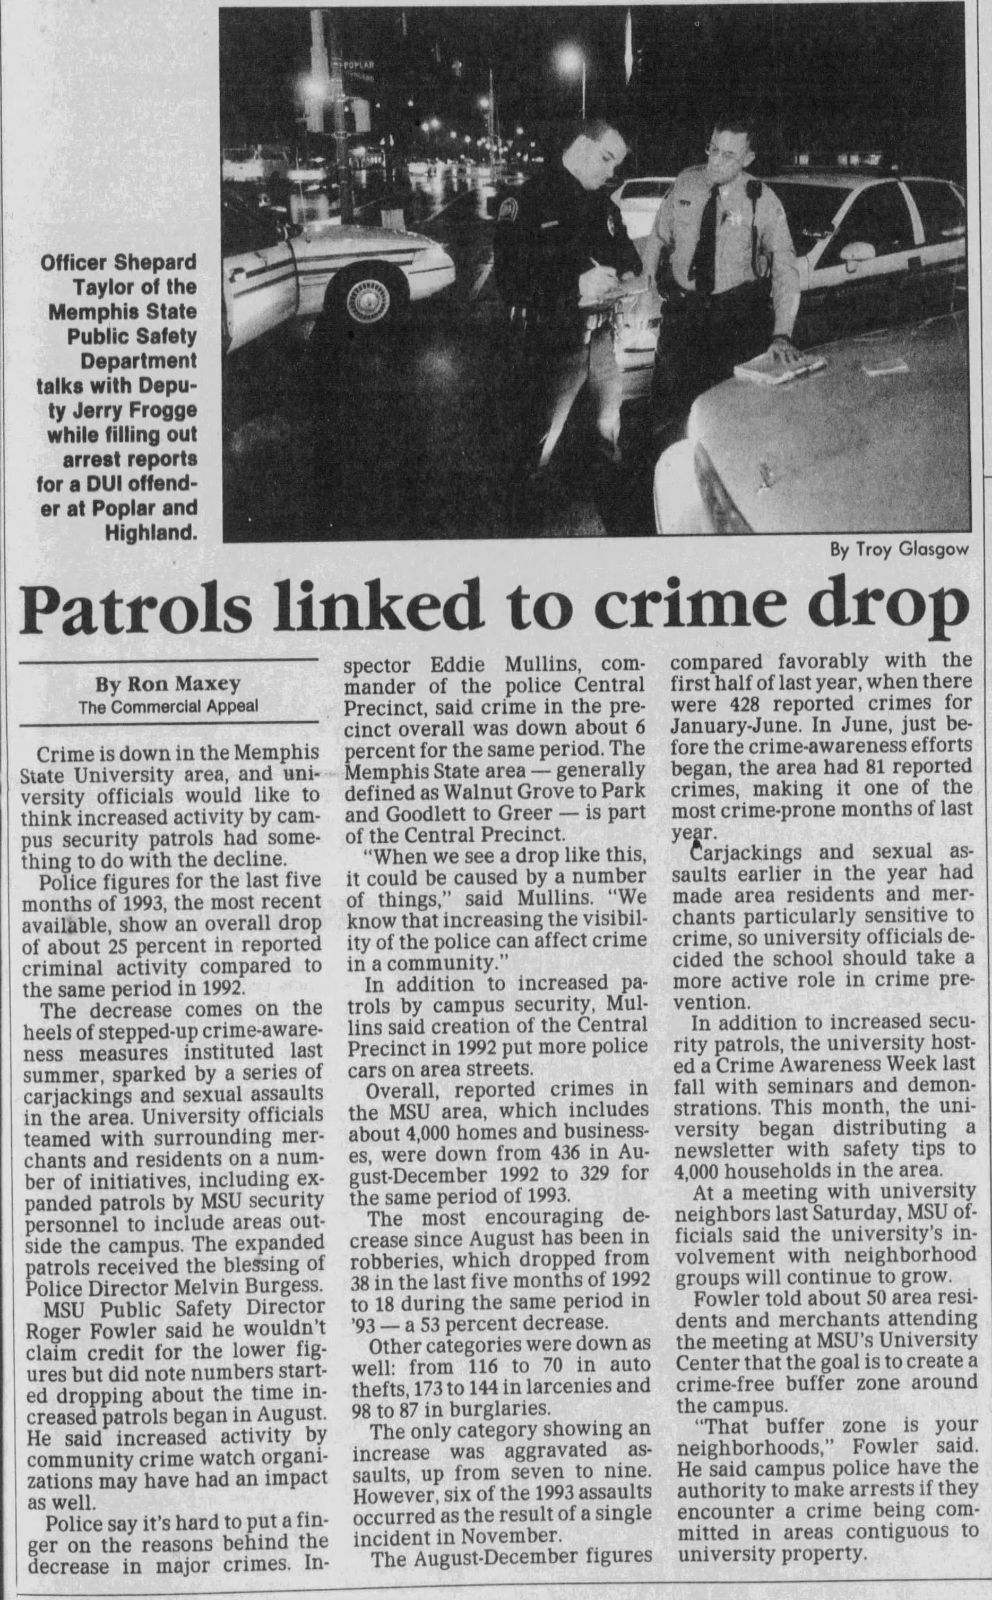 POPLAR
Officer Shepard
Taylor of the
Memphis State
Public Safety
Department
talks with Depu-
ty Jerry Frogge
while filling out
arrest reports
for a DUI offend-
er at Poplar and
Highland.
By Troy Glasgow
Patrols linked to crime drop
By Ron Maxey
The Commercial Appeal
Crime is down in the Memphis
State University area, and uni-
versity officials would like to
think increased activity by cam-
pus security patrols had some-
thing to do with the decline.
Police figures for the last five
months of 1993, the most recent
available, show an overall drop
of about 25 percent in reported
criminal activity compared to
the same period in 1992.
The decrease comes on the
heels of stepped-up crime-aware-
ness measures instituted last
summer, sparked by a series of
carjackings and sexual assaults
in the area. University officials
teamed with surrounding mer-
chants and residents on a num-
ber of initiatives, including ex-
panded patrols by MSU security
personnel to include areas out-
side the campus. The expanded
patrols received the blessing of
Police Director Melvin Burgess.
MSU Public Safety Director
Roger Fowler said he wouldn't
claim credit for the lower fig-
ures but did note numbers start-
ed dropping about the time in-
creased patrols began in August.
He said increased activity by
community crime watch organi-
zations may have had an impact
as well.
Police say it's hard to put a fin-
ger on the reasons behind the
decrease in major crimes. In-
spector Eddie Mullins, com-
mander of the police Central
Precinct, said crime in the pre-
cinct overall was down about 6
percent for the same period. The
Memphis State area — generally
defined as Walnut Grove to Park
and Goodlett to Greer — is part
of the Central Precinct.
"When we see a drop like this,
it could be caused by a number
of things," said Mullins. "We
know that increasing the visibil-
ity of the police can affect crime
in a community."
In addition to increased pa-
trols by campus security, Mul-
lins said creation of the Central
Precinct in 1992 put more police
cars on area streets.
Overall, reported crimes in
the MSU area, which includes
about 4,000 homes and business-
es, were down from 436 in Au-
gust-December 1992 to 329 for
the same period of 1993.
The most encouraging de-
crease since August has been in
robberies, which dropped from
38 in the last five months of 1992
to 18 during the same period in
'93 — a 53 percent decrease.
Other categories were down as
well: from 116 to 70 in auto
thefts, 173 to 144 in larcenies and
98 to 87 in burglaries.
The only category showing an
increase was aggravated as-
saults, up from seven to nine.
However, six of the 1993 assaults
occurred as the result of a single
incident in November.
The August-December figures
compared favorably with the
first half of last year, when there
were 428 reported crimes for
January-June. In June, just be-
fore the crime-awareness efforts
began, the area had 81 reported
crimes, making it one of the
most crime-prone months of last
year.
Carjackings and sexual as-
saults earlier in the year had
made area residents and mer-
chants particularly sensitive to
crime, so university officials de-
cided the school should take a
more active role in crime pre-
vention.
In addition to increased secu-
rity patrols, the university host-
ed a Crime Awareness Week last
fall with seminars and demon-
strations. This month, the uni-
versity began distributing a
newsletter with safety tips to
4,000 households in the area.
At a meeting with university
neighbors last Saturday, MSU of-
ficials said the university's in-
volvement with neighborhood
groups will continue to grow.
Fowler told about 50 area resi-
dents and merchants attending
the meeting at MSU's University
Center that the goal is to create a
crime-free buffer zone around
the campus.
"That buffer zone is your
neighborhoods," Fowler said.
He said campus police have the
authority to make arrests if they
encounter a crime being com-
mitted in areas contiguous to
university property.